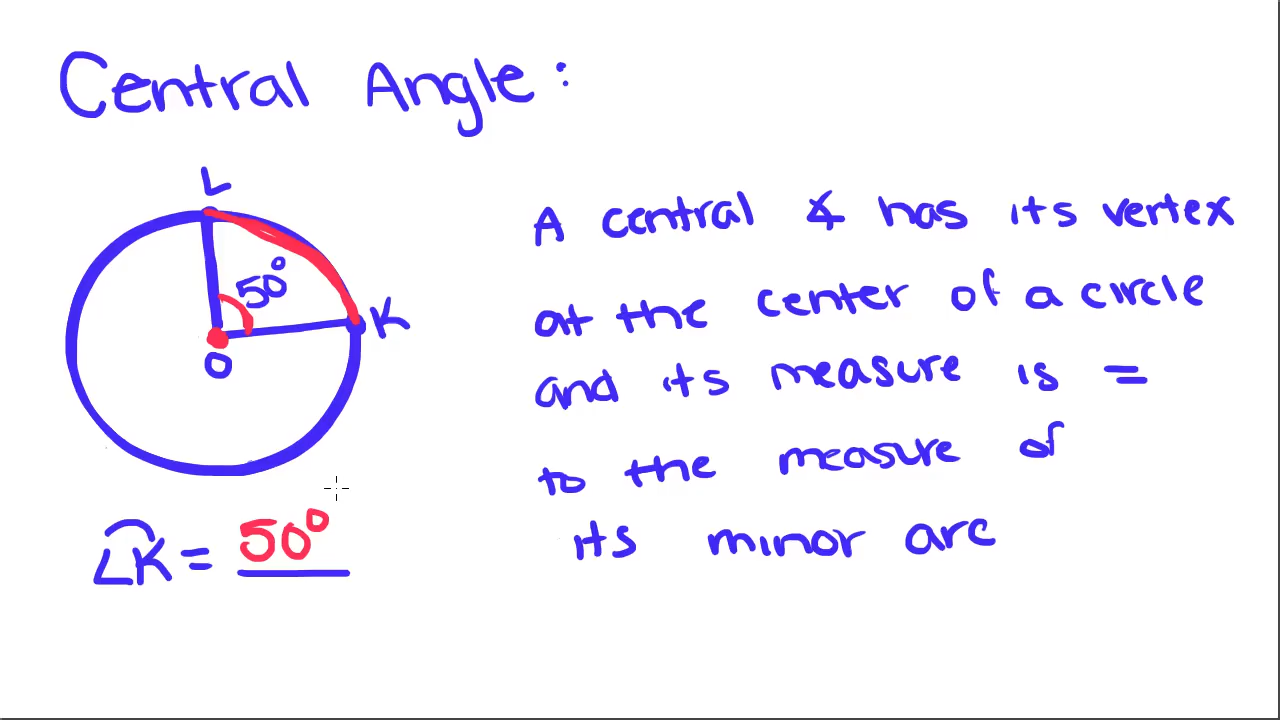 Central Angle:
L
50°
K
O
A central ∡ has its vertex
at the center of a circle
and its measure is =
to the measure of
its minor arc
L͡K = 50°